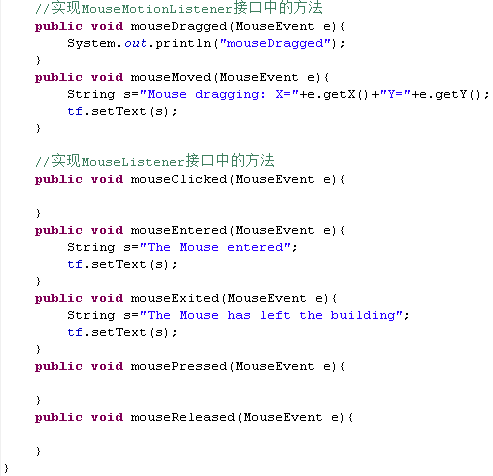 //实现MouseMotionListener接口中的方法
public void mouseDragged(MouseEvent e){
System.out.println("mouseDragged");
}
public void mouseMoved(MouseEvent e){
String s="Mouse dragging: X="+e.getX()+"Y="+e.getY();
tf.setText(s);
}
//实现MouseListener接口中的方法
public void mouseClicked(MouseEvent e){
}
public void mouseEntered(MouseEvent e){
String s="The Mouse entered";
tf.setText(s);
}
public void mouseExited(MouseEvent e){
String s="The Mouse has left the building";
tf.setText(s);
}
public void mousePressed(MouseEvent e){
}
public void mouseReleased(MouseEvent e){
}
}